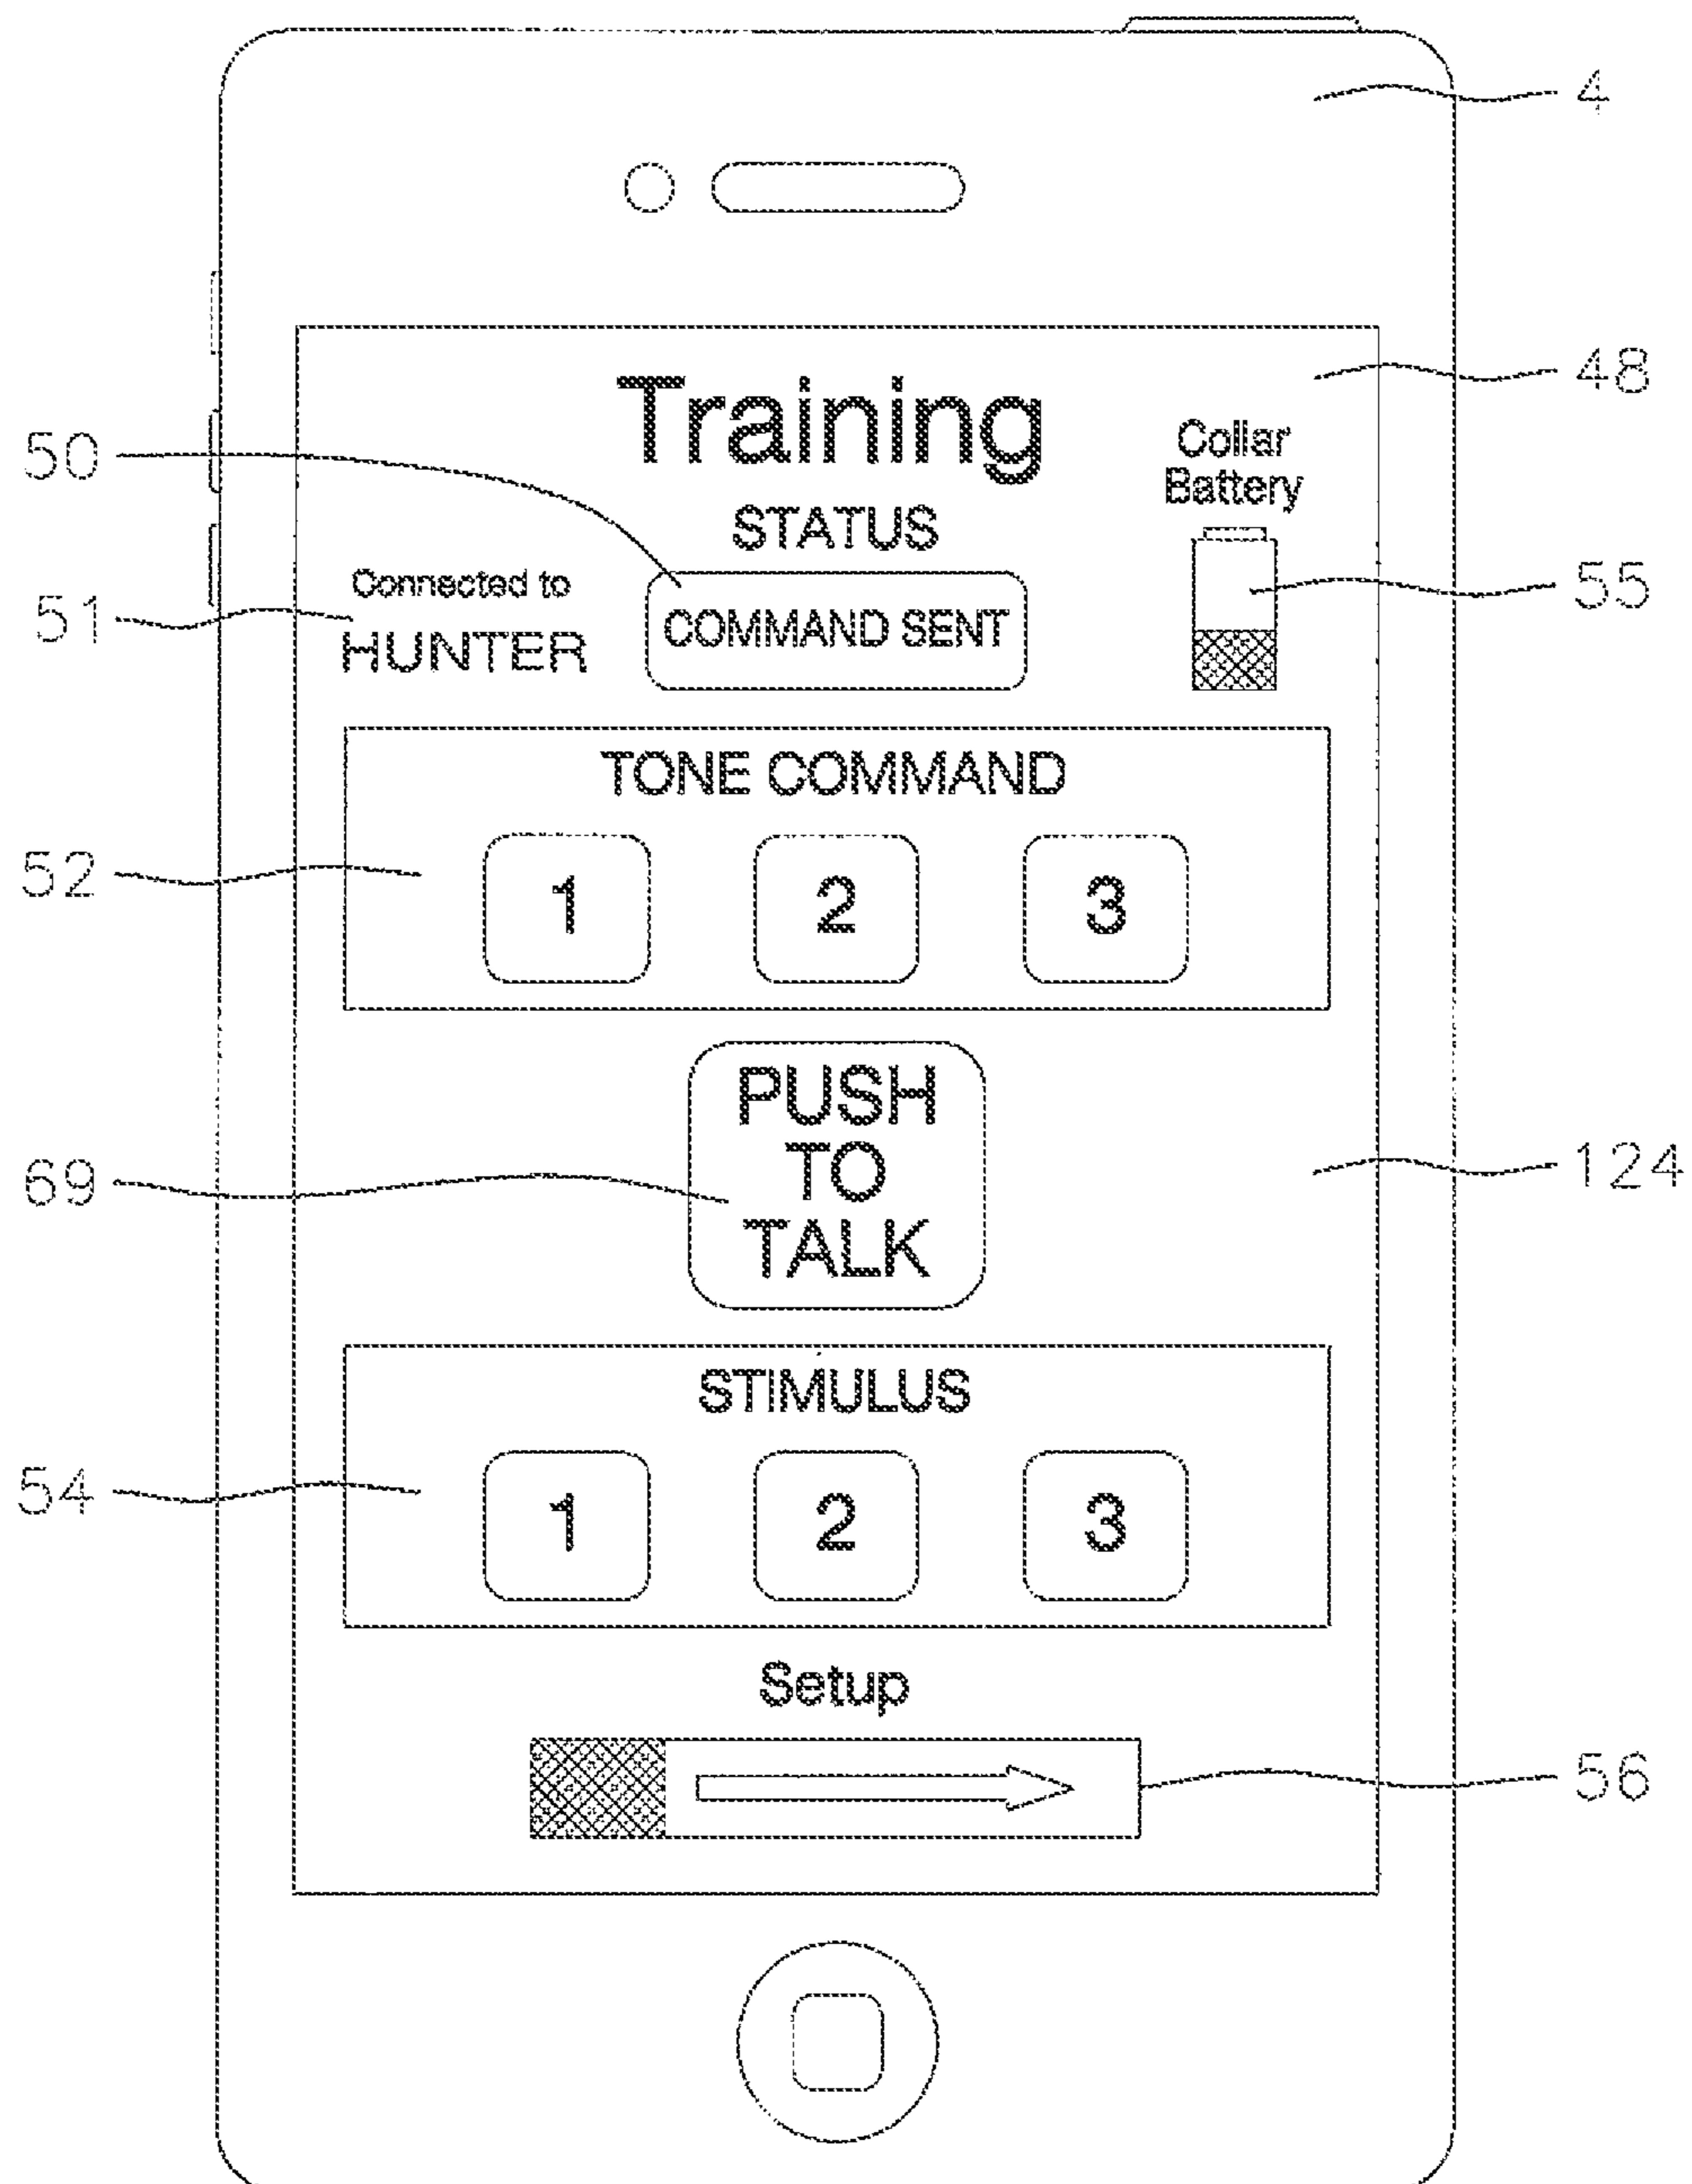 4
Training
48
Collar
Battery
50
STATUS
Connected to
HUNTER
51
COMMAND SENT
55
TONE COMMAND
52
1 2 3
PUSH
TO
TALK
69
124
STIMULUS
54
1 2 3
Setup
56